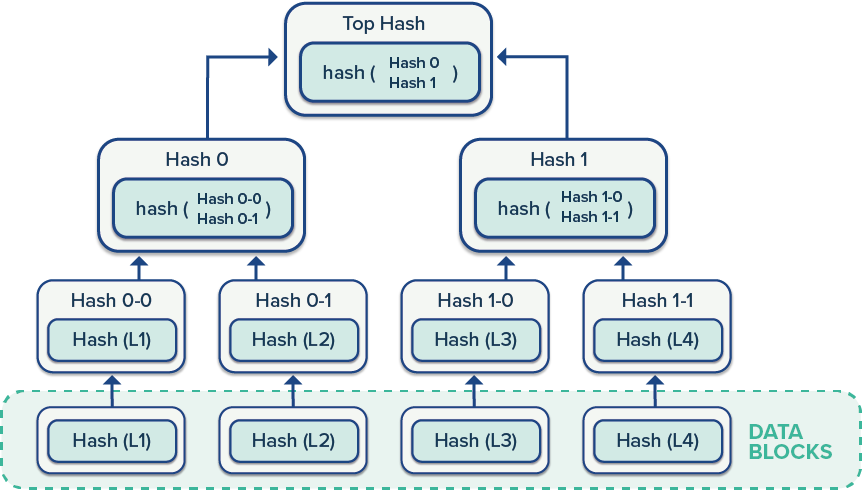 Top Hash
hash ( Hash 0
Hash 1 )
Hash 0
hash ( Hash 0-0
Hash 0-1 )
Hash 1
hash ( Hash 1-0
Hash 1-1 )
Hash 0-0
Hash (L1)
Hash 0-1
Hash (L2)
Hash 1-0
Hash (L3)
Hash 1-1
Hash (L4)
Hash (L1)
Hash (L2)
Hash (L3)
Hash (L4)
DATA
BLOCKS